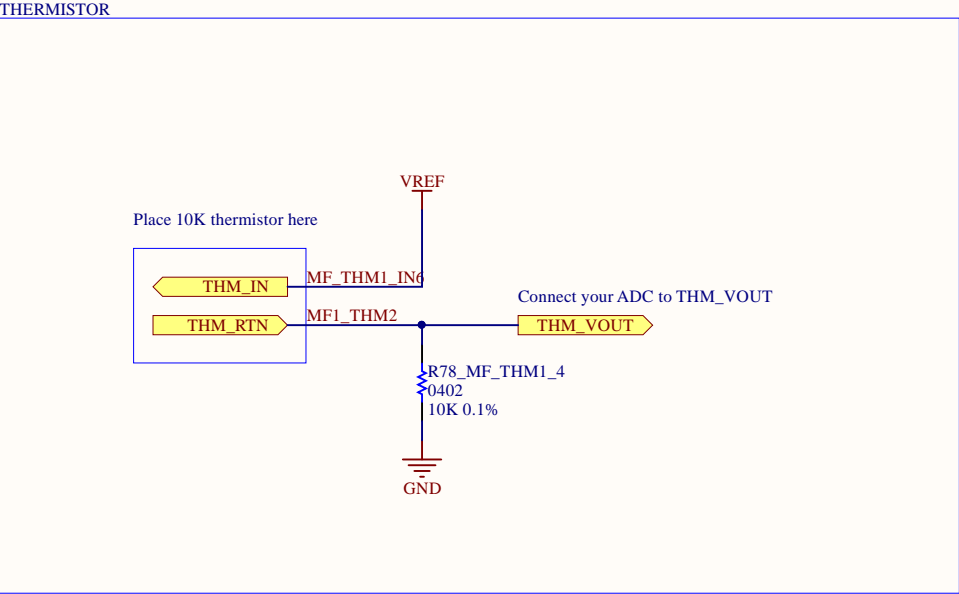 THERMISTOR
VREF
Place 10K thermistor here
THM_IN
MF_THM1_IN6
Connect your ADC to THM_VOUT
THM_RTN
MF1_THM2
THM_VOUT
R78_MF_THM1_4
0402
10K 0.1%
GND